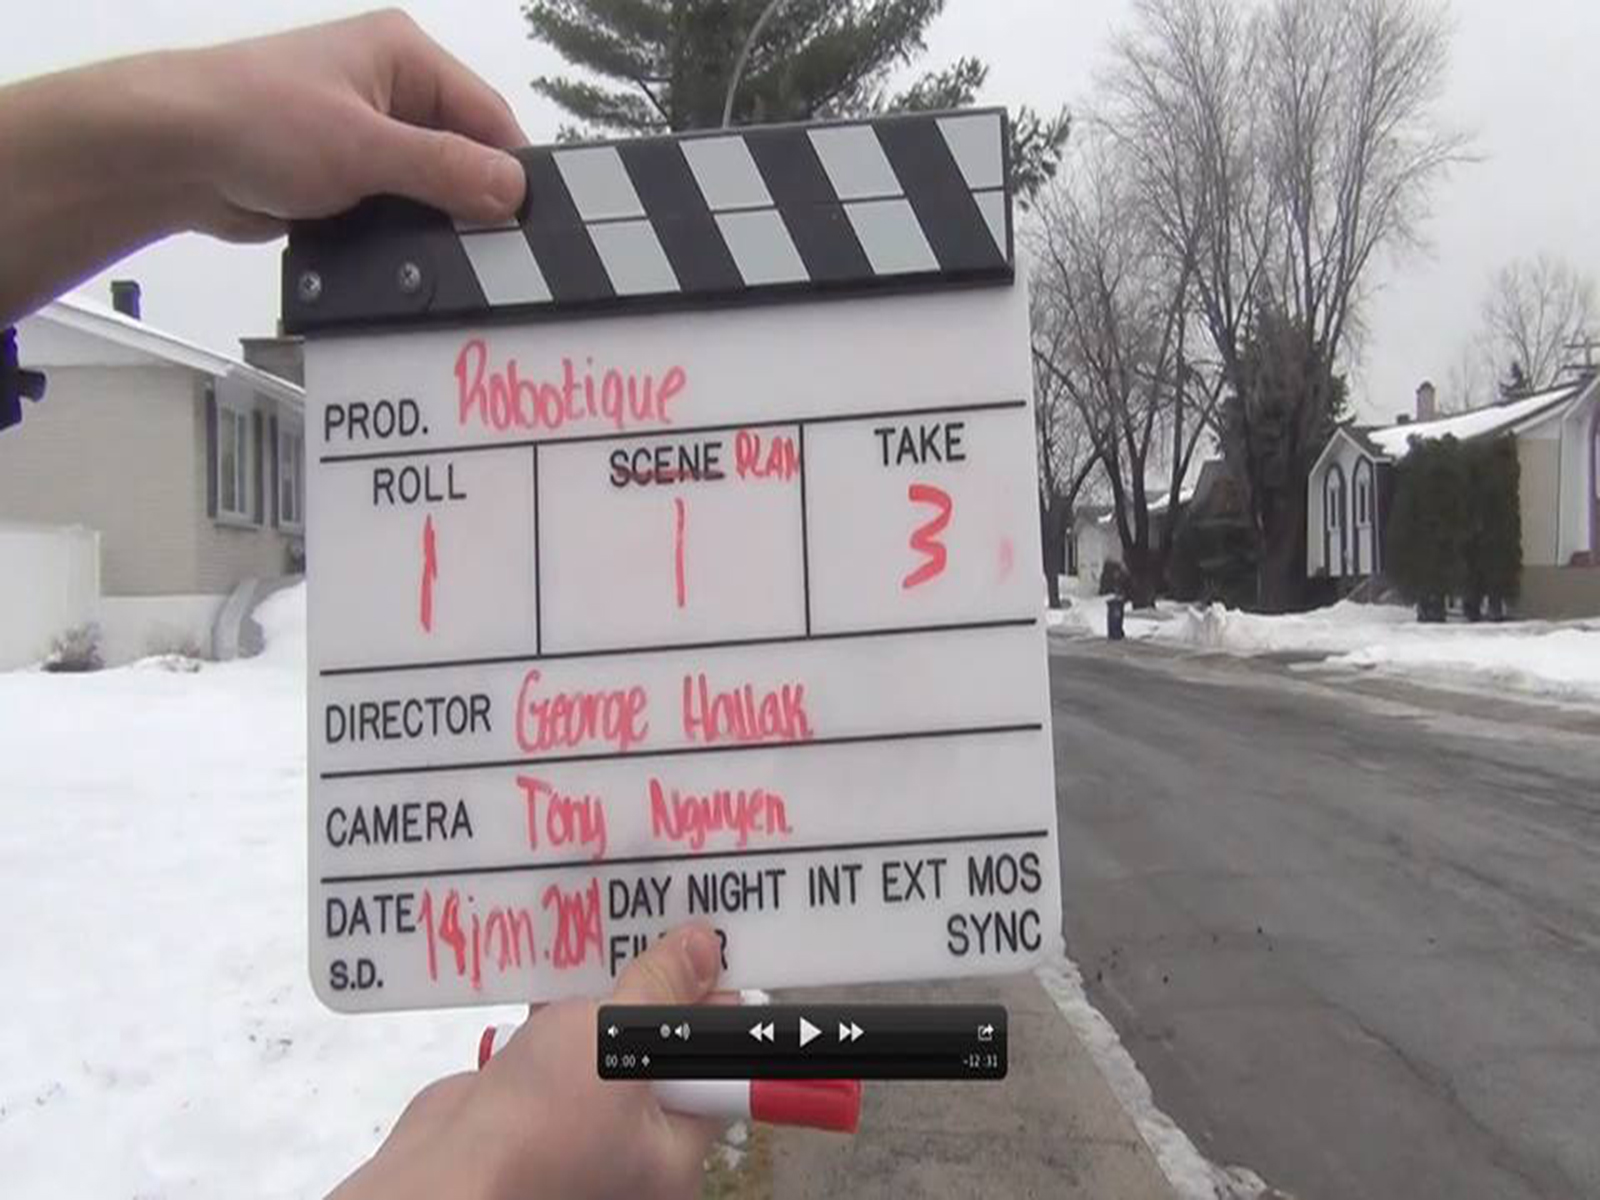 PROD. Robotique
ROLL SCENE PLAN TAKE
1 1 3
DIRECTOR George Hallak
CAMERA Tony Nguyen
DATE 14 jan. 2014 DAY NIGHT INT EXT MOS
S.D. SYNC
00:00 -12:31